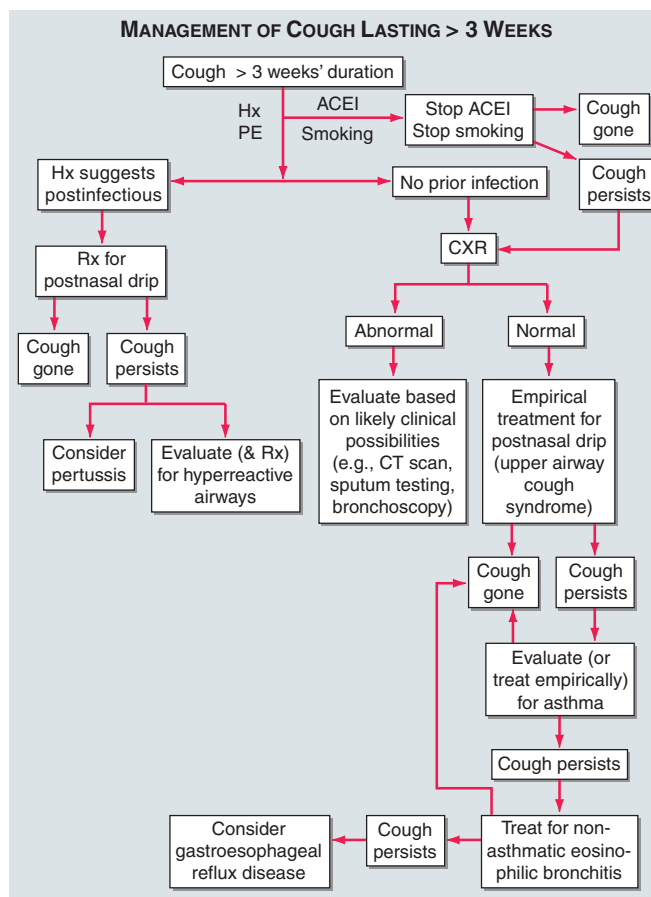 MANAGEMENT OF COUGH LASTING > 3 WEEKS
Cough > 3 weeks' duration
Hx
PE
ACEI
Smoking
Stop ACEI
Stop smoking
Cough
gone
Cough
persists
Hx suggests
postinfectious
No prior infection
Rx for
postnasal drip
CXR
Cough
gone
Cough
persists
Abnormal
Normal
Consider
pertussis
Evaluate (& Rx)
for hyperreactive
airways
Evaluate based
on likely clinical
possibilities
(e.g., CT scan,
sputum testing,
bronchoscopy)
Empirical
treatment for
postnasal drip
(upper airway
cough
syndrome)
Cough
gone
Cough
persists
Evaluate (or
treat empirically)
for asthma
Cough persists
Treat for non-
asthmatic eosino-
philic bronchitis
Cough
persists
Consider
gastroesophageal
reflux disease